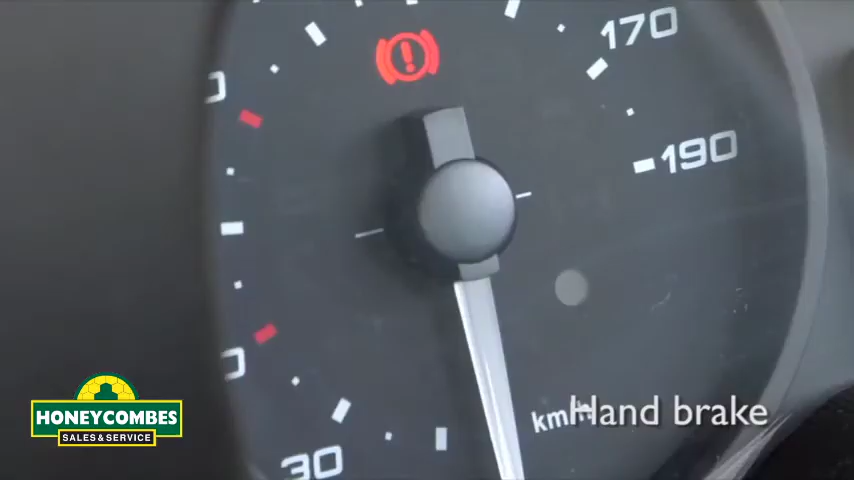 170
190
30
km/h
Hand brake
HONEYCOMBES
SALES & SERVICE